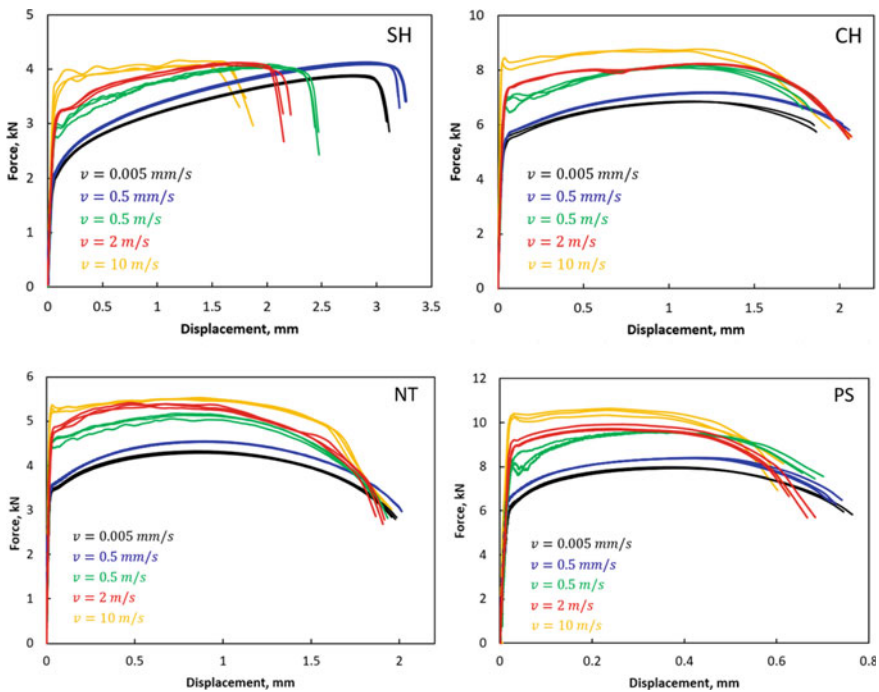 SH
5
4
3
2
1
0
Force, kN
v = 0.005 mm/s
v = 0.5 mm/s
v = 0.5 m/s
v = 2 m/s
v = 10 m/s
0 0.5 1 1.5 2 2.5 3 3.5
Displacement, mm
CH
10
8
6
4
2
0
Force, kN
v = 0.005 mm/s
v = 0.5 mm/s
v = 0.5 m/s
v = 2 m/s
v = 10 m/s
0 0.5 1 1.5 2
Displacement, mm
NT
6
5
4
3
2
1
0
Force, kN
v = 0.005 mm/s
v = 0.5 mm/s
v = 0.5 m/s
v = 2 m/s
v = 10 m/s
0 0.5 1 1.5 2
Displacement, mm
PS
12
10
8
6
4
2
0
Force, kN
v = 0.005 mm/s
v = 0.5 mm/s
v = 0.5 m/s
v = 2 m/s
v = 10 m/s
0 0.2 0.4 0.6 0.8
Displacement, mm